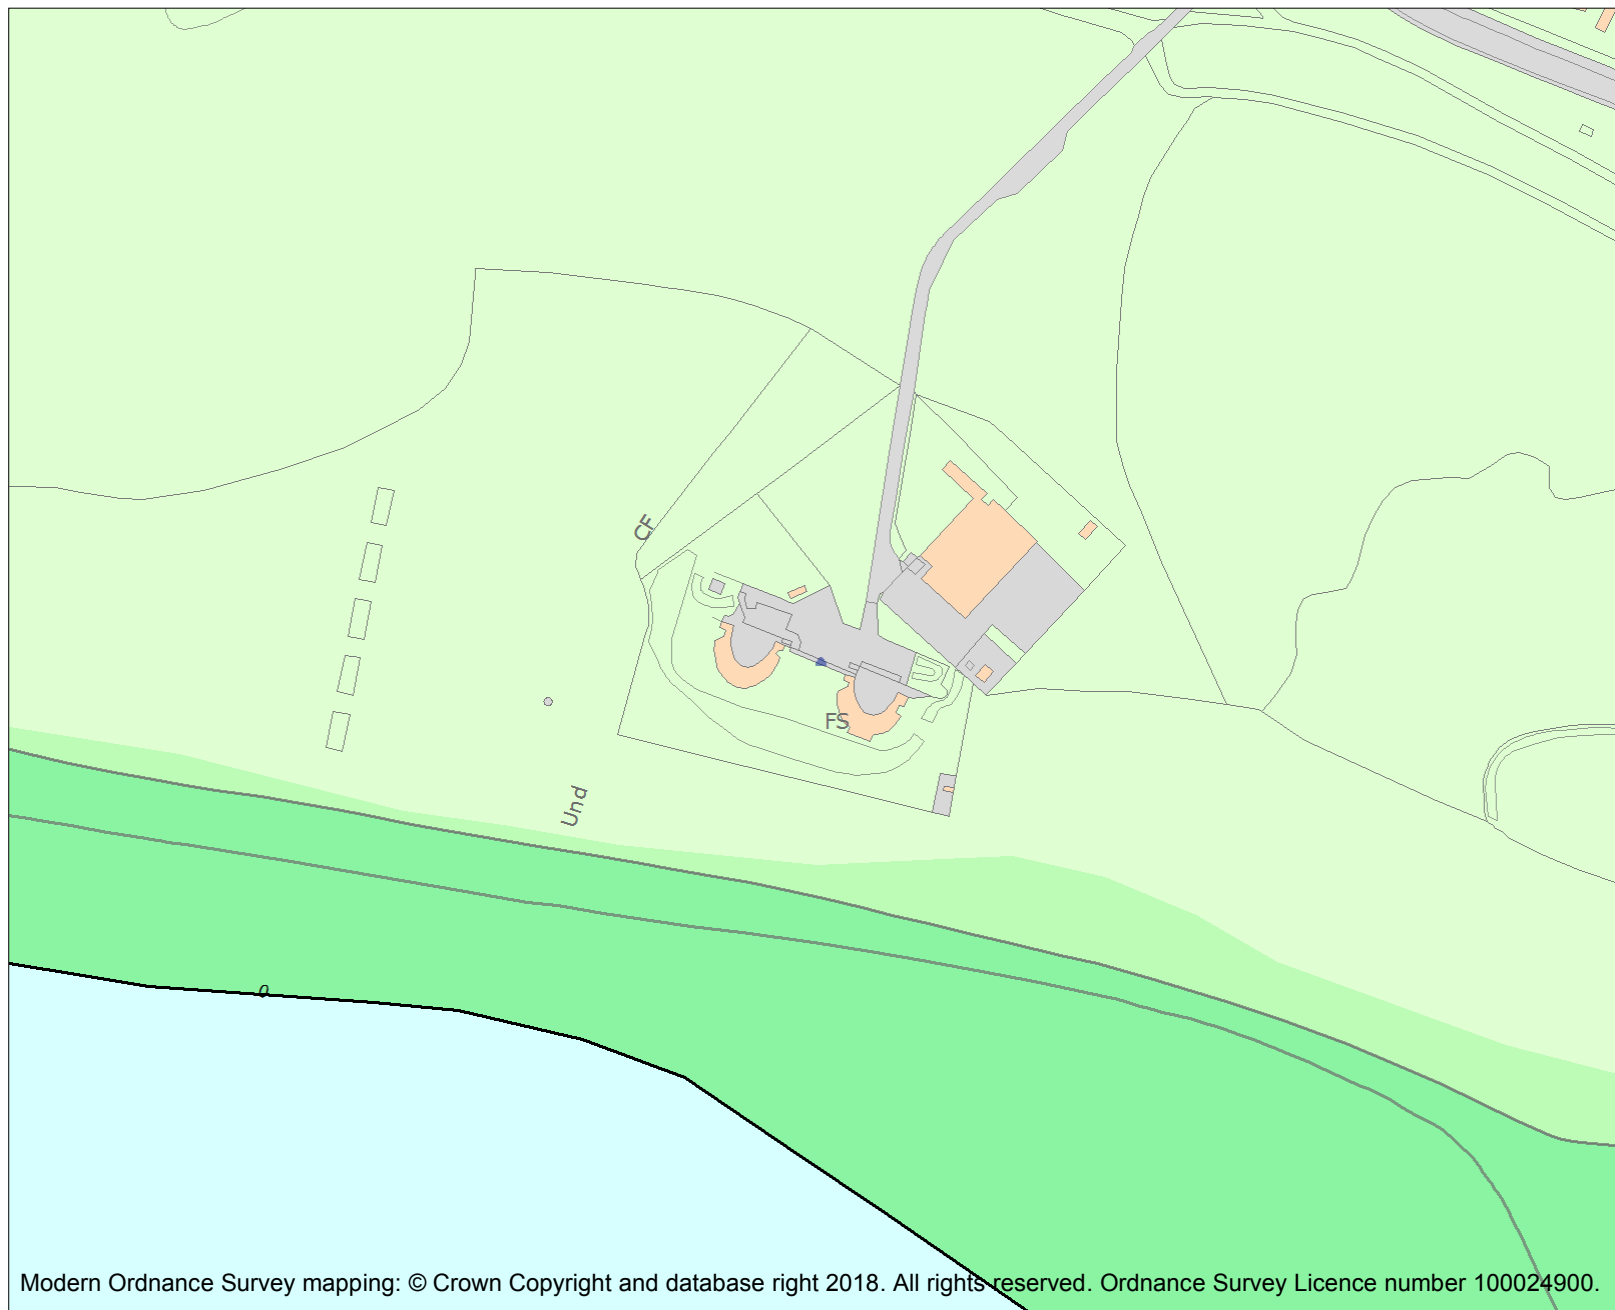 CF
FS
Und
0
Modern Ordnance Survey mapping: © Crown Copyright and database right 2018. All rights reserved. Ordnance Survey Licence number 100024900.